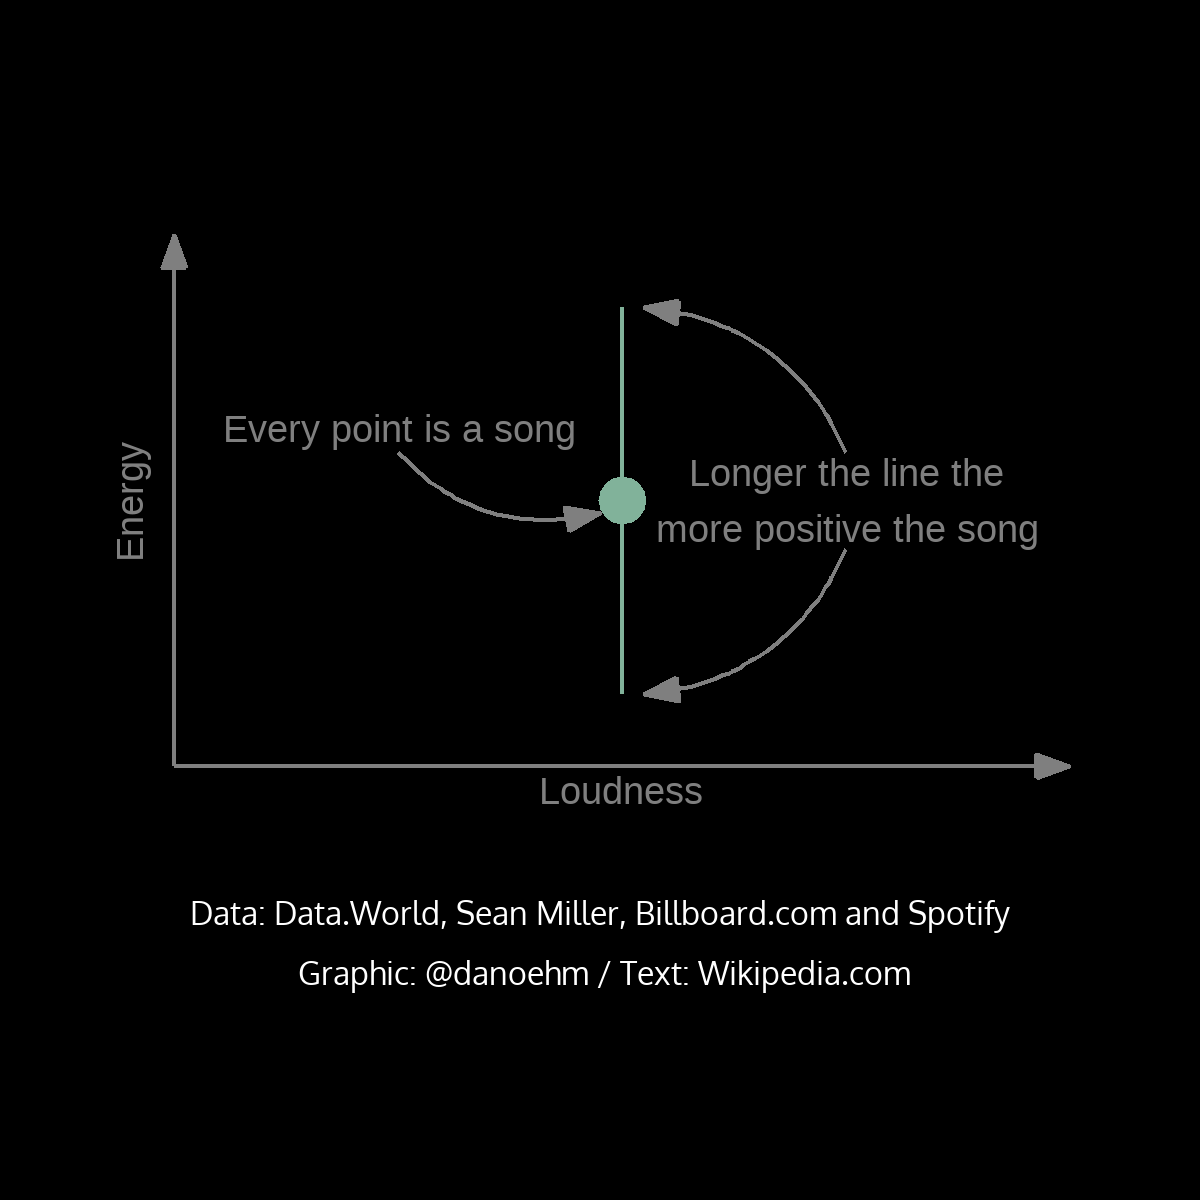 Energy
Every point is a song
Longer the line the
more positive the song
Loudness
Data: Data.World, Sean Miller, Billboard.com and Spotify
Graphic: @danoehm / Text: Wikipedia.com